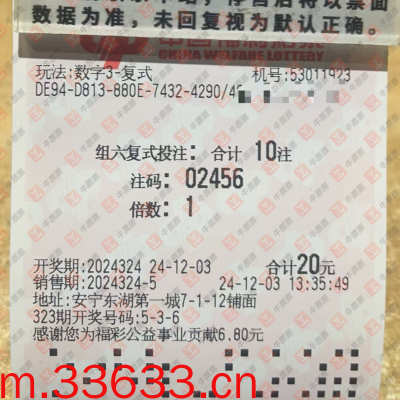 数据为准，未回复视为默认正确。
中国福利彩票
CHINA WELFARE LOTTERY
玩法:数字3-复式 机号:53011923
DE94-D813-880E-7432-4290/4
组六复式投注: 合计 10注
注码: 02456
倍数: 1
开奖期:2024324 24-12-03 合计20元
销售期:2024324-5 24-12-03 13:35:49
地址:安宁东湖第一城7-1-12铺面
323期开奖号码:5-3-6
感谢您为福彩公益事业贡献6.80元
m.33633.cn